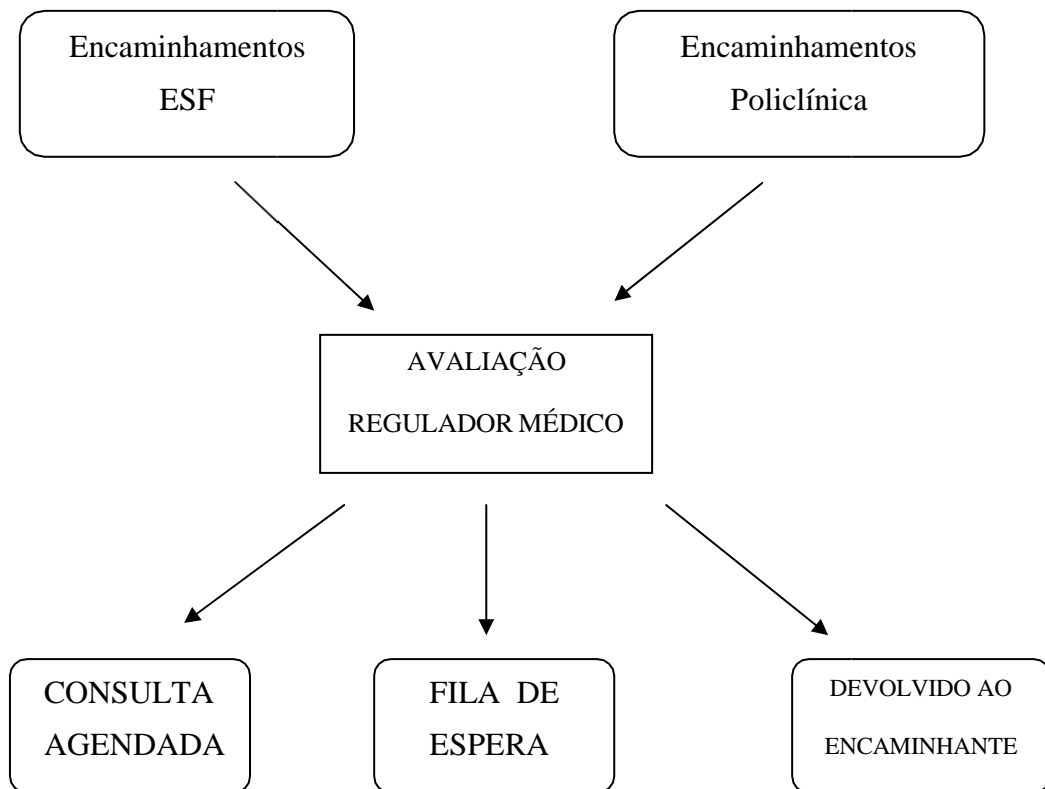 Encaminhamentos
ESF
Encaminhamentos
Policlínica
AVALIAÇÃO
REGULADOR MÉDICO
CONSULTA
AGENDADA
FILA DE
ESPERA
DEVOLVIDO AO
ENCAMINHANTE